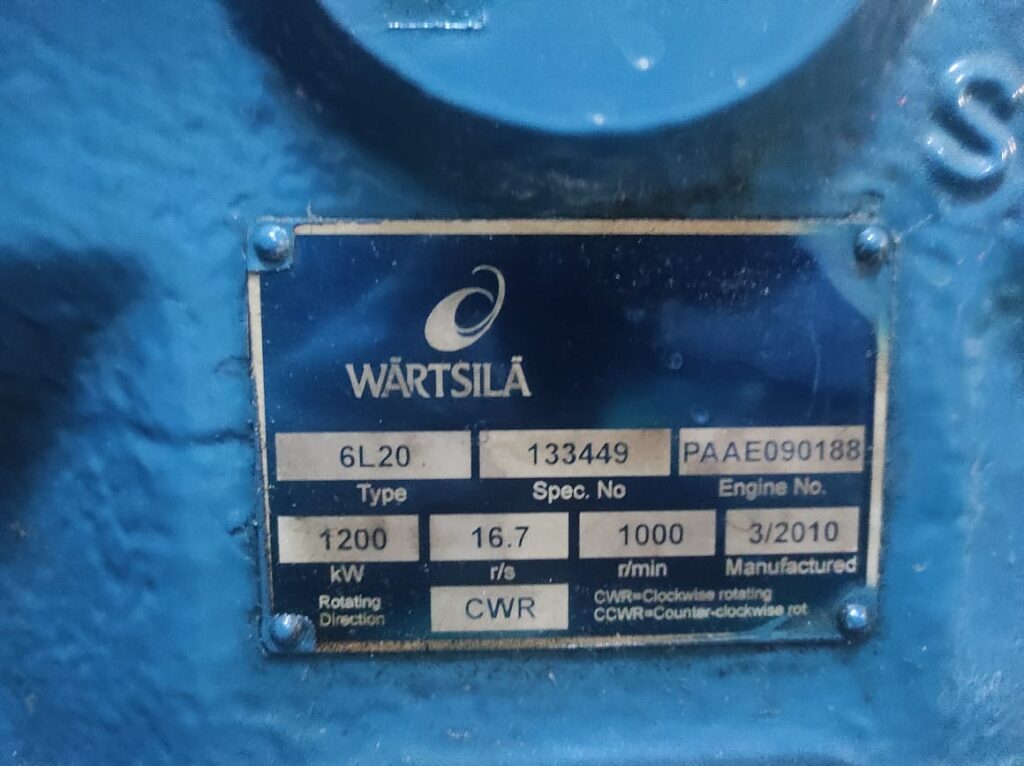 S
WÄRTSILÄ
6L20 133449 PAAE090188
Type Spec. No Engine No.
1200 16.7 1000 3/2010
kW r/s r/min Manufactured
Rotating
Direction
CWR
CWR=Clockwise rotating
CCWR=Counter-clockwise rot